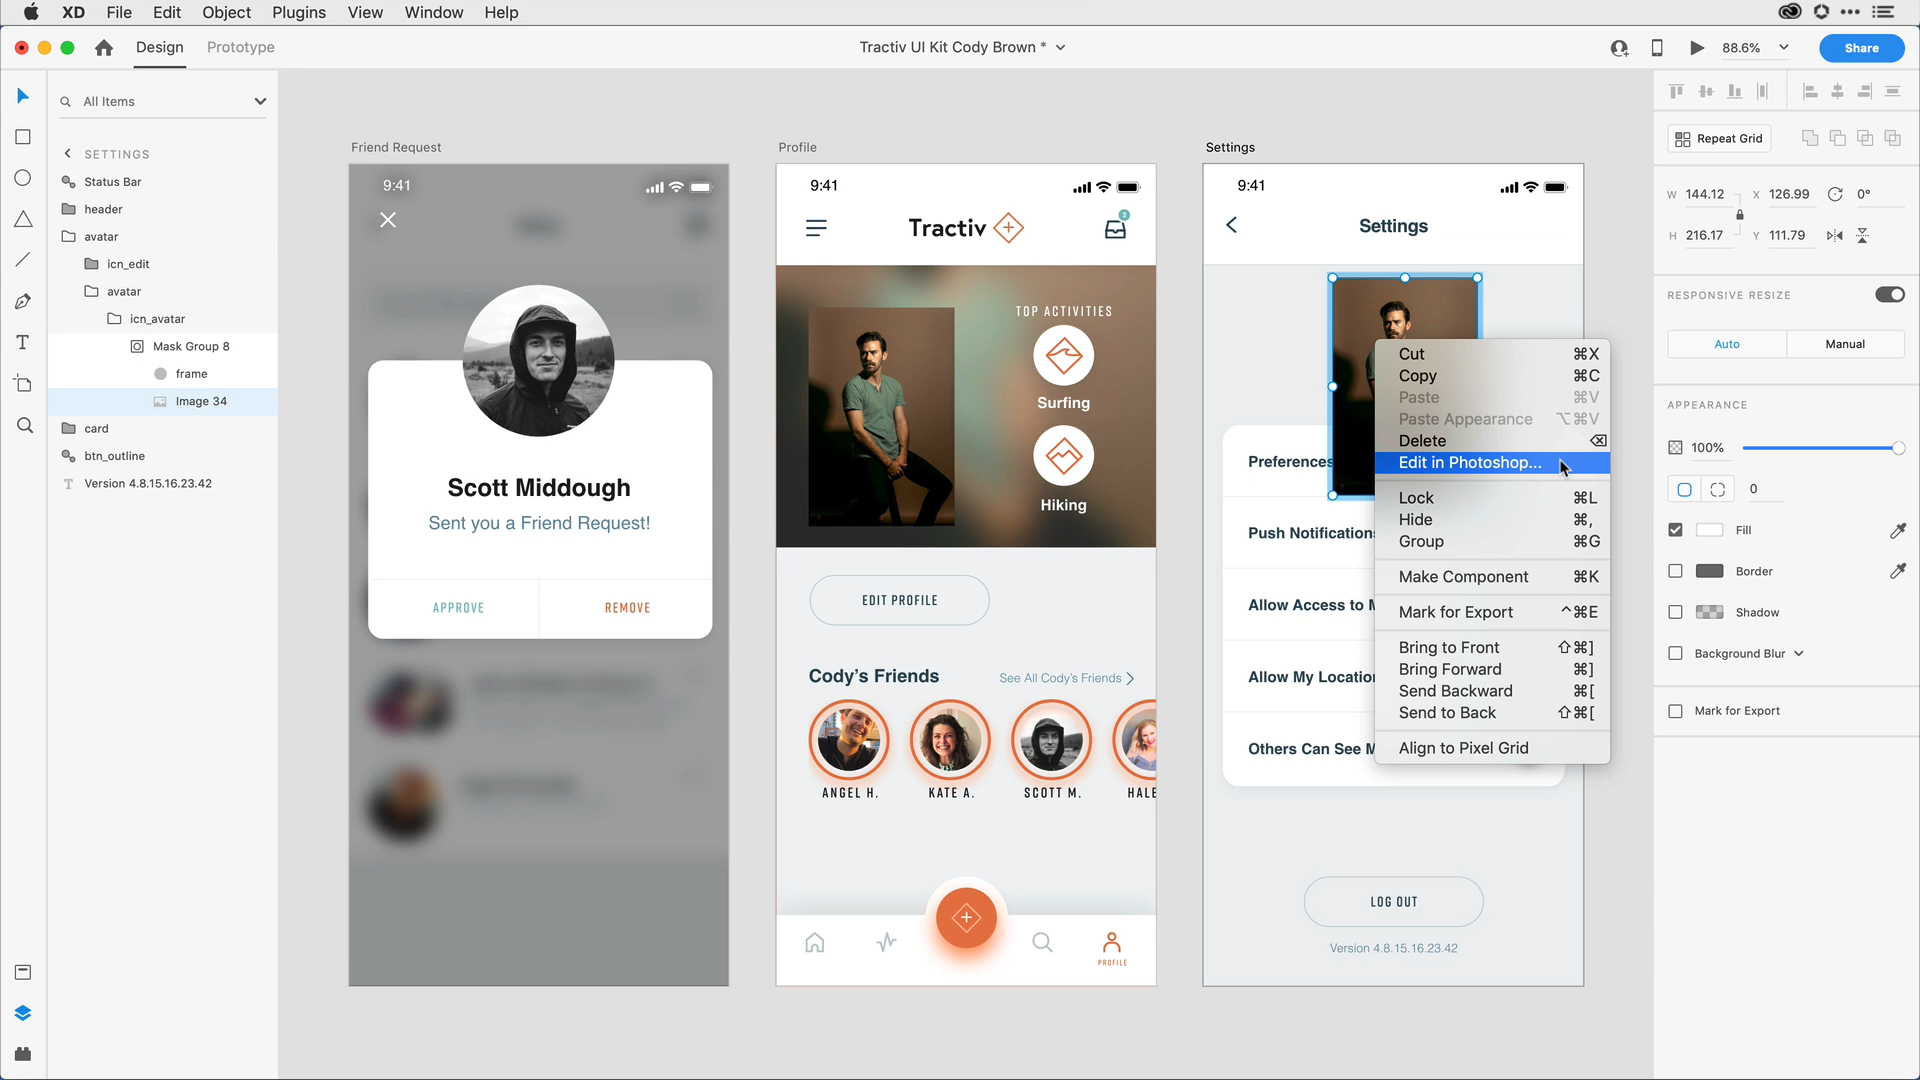 XD File Edit Object Plugins View Window Help
Design Prototype
Tractiv UI Kit Cody Brown *
88.6%
Share
All Items
SETTINGS
Status Bar
header
avatar
icn_edit
avatar
icn_avatar
Mask Group 8
frame
Image 34
card
btn_outline
T Version 4.8.15.16.23.42
Friend Request
9:41
Scott Middough
Sent you a Friend Request!
APPROVE
REMOVE
Profile
9:41
Tractiv
2
TOP ACTIVITIES
Surfing
Hiking
EDIT PROFILE
Cody's Friends
See All Cody's Friends
ANGEL H.
KATE A.
SCOTT M.
HALE
PROFILE
Settings
9:41
Settings
Preferences
Push Notifications
Allow Access to M
Allow My Location
Others Can See M
LOG OUT
Version 4.8.15.16.23.42
Cut ⌘X
Copy ⌘C
Paste ⌘V
Paste Appearance ⌥⌘V
Delete ⌫
Edit in Photoshop...
Lock ⌘L
Hide ⌘,
Group ⌘G
Make Component ⌘K
Mark for Export ^⌘E
Bring to Front ⇧⌘]
Bring Forward ⌘]
Send Backward ⌘[
Send to Back ⇧⌘[
Align to Pixel Grid
Repeat Grid
W 144.12 X 126.99 0°
H 216.17 Y 111.79
RESPONSIVE RESIZE
Auto Manual
APPEARANCE
100%
0
Fill
Border
Shadow
Background Blur
Mark for Export